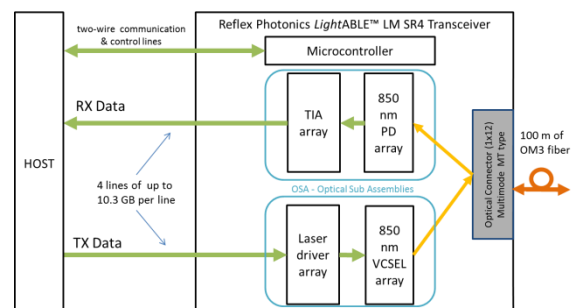 Reflex Photonics LightABLE™ LM SR4 Transceiver
two-wire communication
& control lines
Microcontroller
RX Data
TIA
array
850
nm
PD
array
HOST
4 lines of up to
10.3 GB per line
OSA - Optical Sub Assemblies
TX Data
Laser
driver
array
850
nm
VCSEL
array
Optical Connector (1x12)
Multimode MT type
100 m of
OM3 fiber